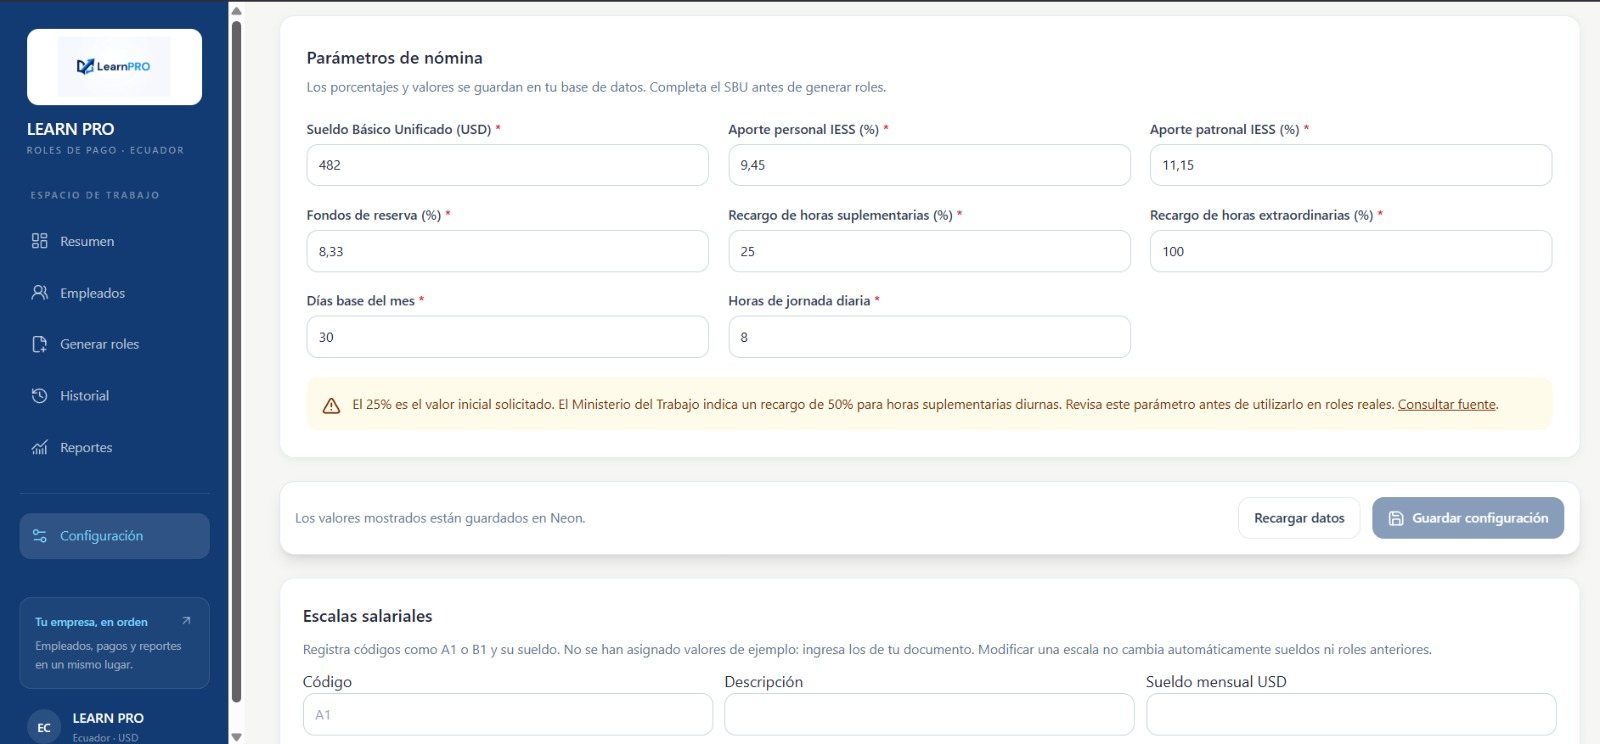 LearnPRO
LEARN PRO
ROLES DE PAGO · ECUADOR
ESPACIO DE TRABAJO
Resumen
Empleados
Generar roles
Historial
Reportes
Configuración
Tu empresa, en orden
Empleados, pagos y reportes
en un mismo lugar.
EC
LEARN PRO
Ecuador · USD
Parámetros de nómina
Los porcentajes y valores se guardan en tu base de datos. Completa el SBU antes de generar roles.
Sueldo Básico Unificado (USD) *
482
Aporte personal IESS (%) *
9,45
Aporte patronal IESS (%) *
11,15
Fondos de reserva (%) *
8,33
Recargo de horas suplementarias (%) *
25
Recargo de horas extraordinarias (%) *
100
Días base del mes *
30
Horas de jornada diaria *
8
El 25% es el valor inicial solicitado. El Ministerio del Trabajo indica un recargo de 50% para horas suplementarias diurnas. Revisa este parámetro antes de utilizarlo en roles reales. Consultar fuente.
Los valores mostrados están guardados en Neon.
Recargar datos
Guardar configuración
Escalas salariales
Registra códigos como A1 o B1 y su sueldo. No se han asignado valores de ejemplo: ingresa los de tu documento. Modificar una escala no cambia automáticamente sueldos ni roles anteriores.
Código
A1
Descripción
Sueldo mensual USD